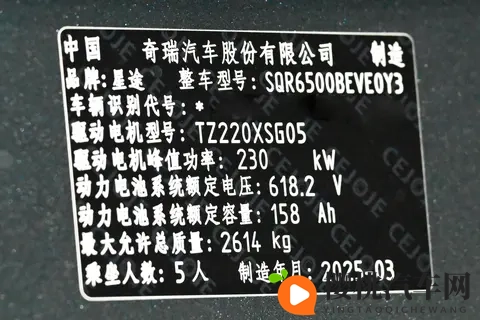 中国 奇瑞汽车股份有限公司 制造
品牌:星途 整车型号:SQR6500BEVE0Y3
车辆识别代号:*
驱动电机型号:TZ220XSG05
驱动电机峰值功率:230 kW
动力电池系统额定电压:618.2 V
动力电池系统额定容量:158 Ah
最大允许总质量:2614 kg
乘坐人数:5人 制造年月:2025.03
CEJOJE